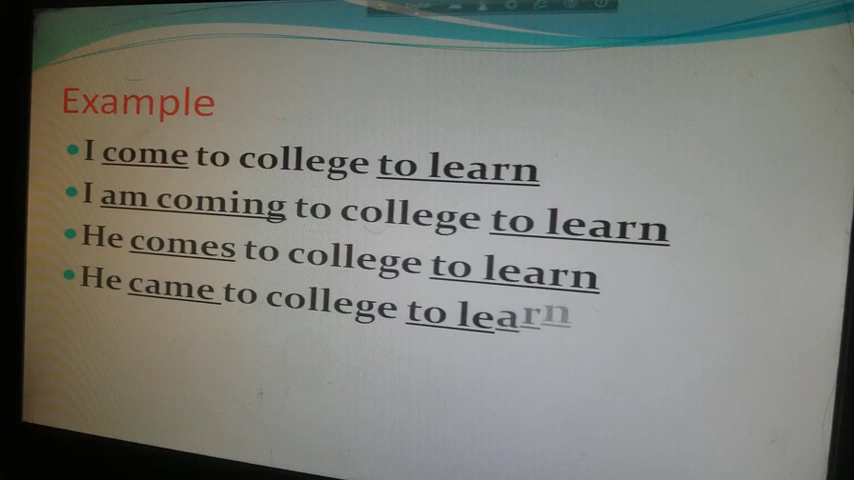 Example
I come to college to learn
I am coming to college to learn
He comes to college to learn
He came to college to learn